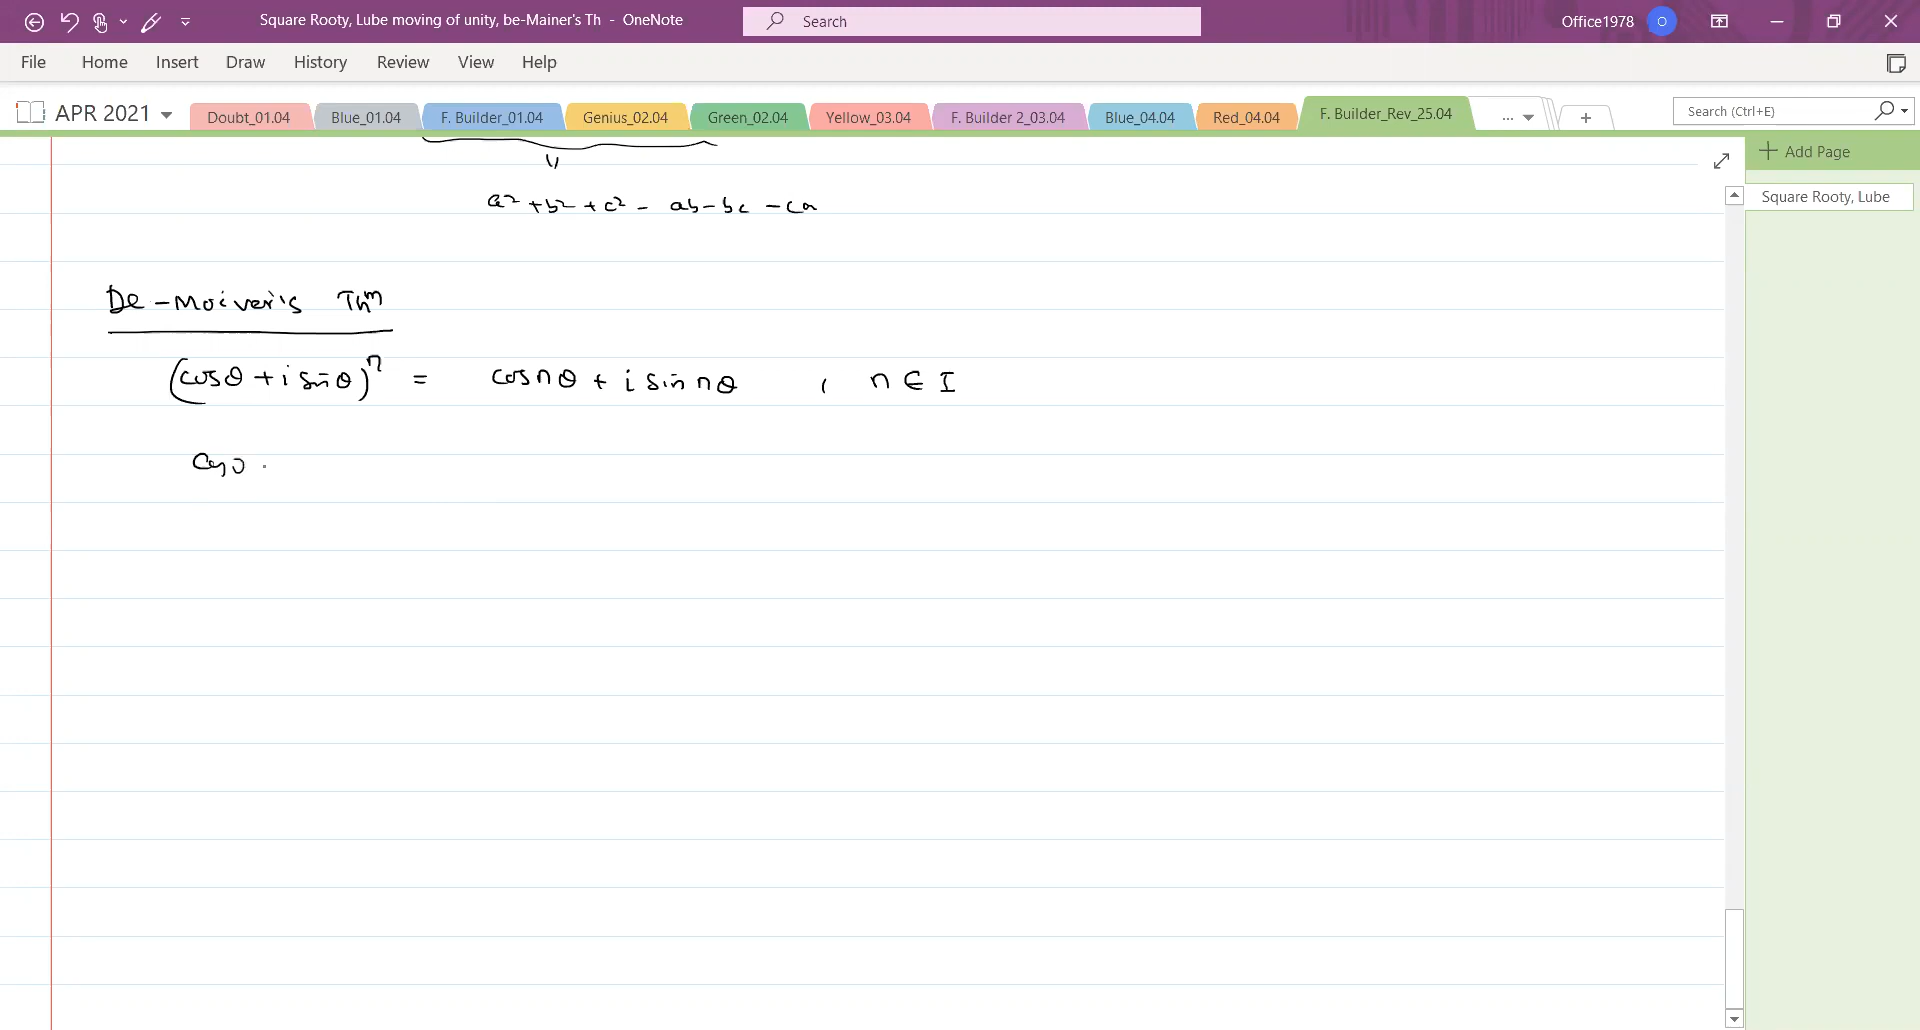 Square Rooty, Lube moving of unity, be-Mainer's Th - OneNote
Search
Office1978
O
File Home Insert Draw History Review View Help
APR 2021
Doubt_01.04 Blue_01.04 F. Builder_01.04 Genius_02.04 Green_02.04 Yellow_03.04 F. Builder 2_03.04 Blue_04.04 Red_04.04 F. Builder_Rev_25.04 ... +
Search (Ctrl+E)
Add Page
Square Rooty, Lube
a² + b² + c² - ab - bc - ca
De-Moiver's Thm
(cosθ + i sinθ)ⁿ = cos nθ + i sin nθ , n ∈ I